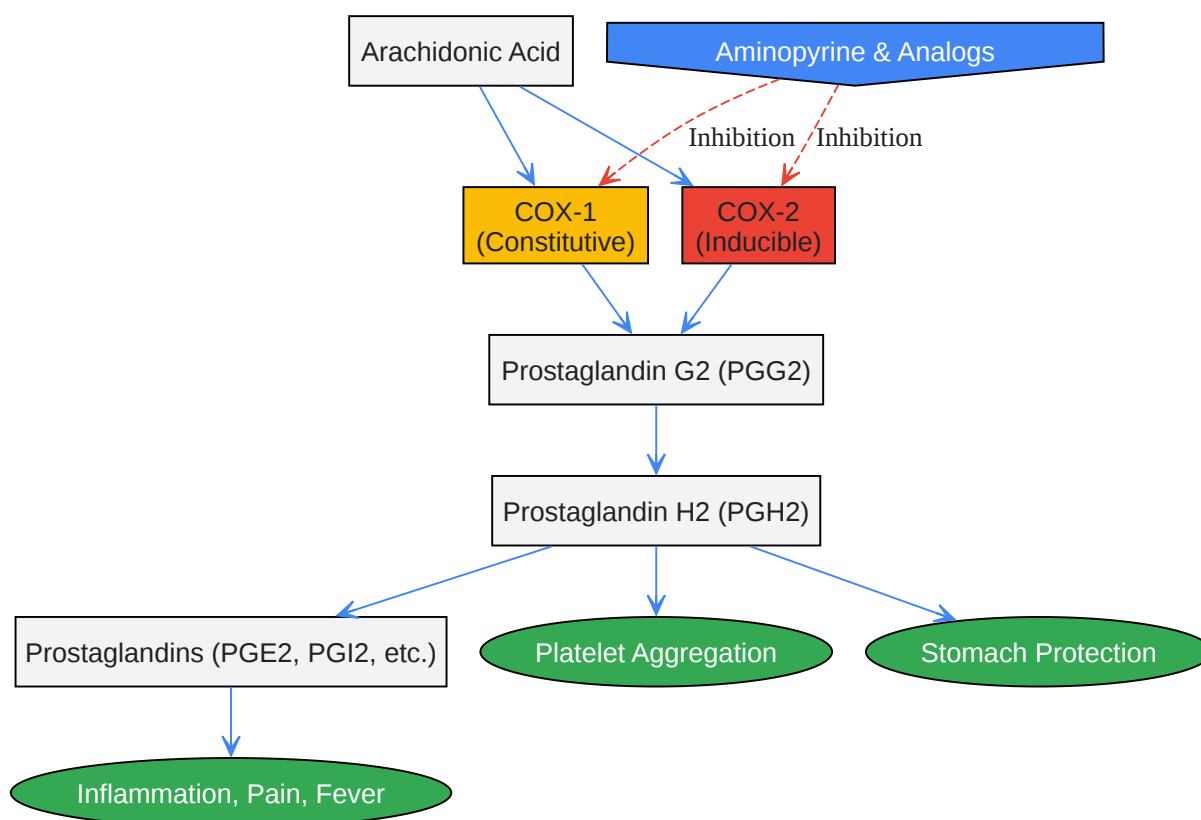 Arachidonic Acid
Aminopyrine & Analogs
Inhibition
Inhibition
COX-1
(Constitutive)
COX-2
(Inducible)
Prostaglandin G2 (PGG2)
Prostaglandin H2 (PGH2)
Prostaglandins (PGE2, PGI2, etc.)
Platelet Aggregation
Stomach Protection
Inflammation, Pain, Fever